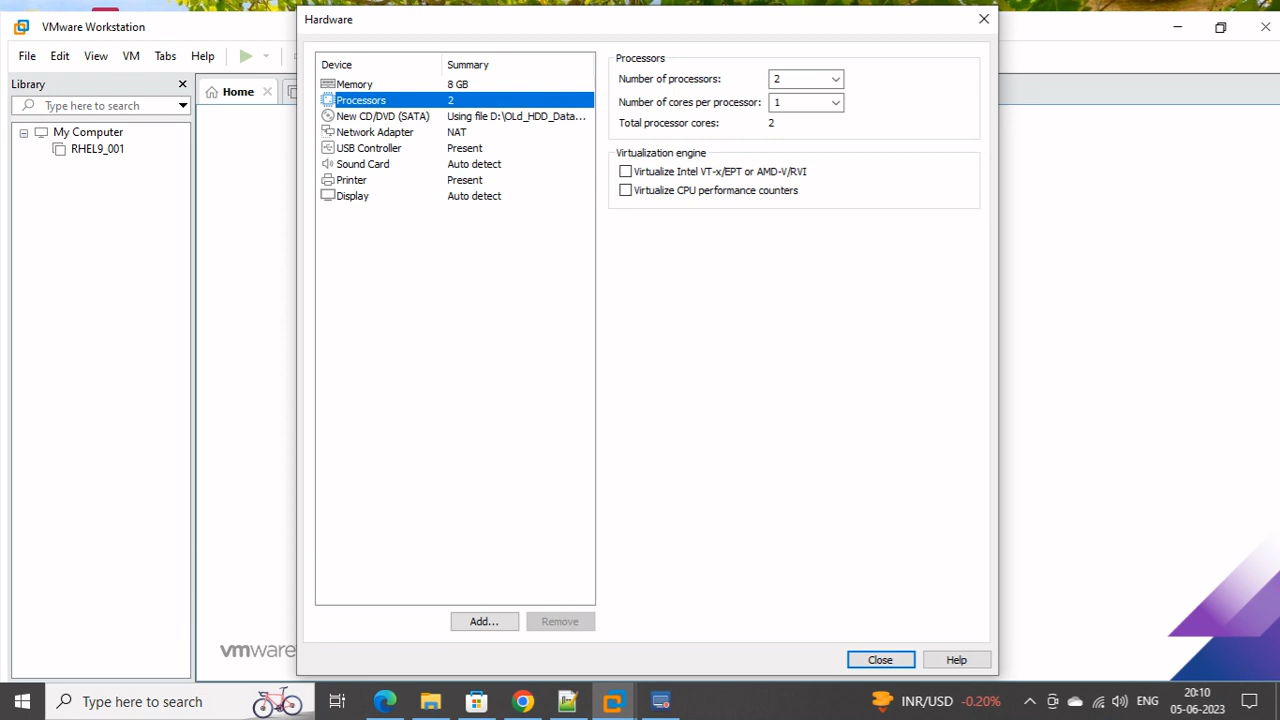 VMware Workstation
File Edit View VM Tabs Help
Library
Type here to search
My Computer
RHEL9_001
Home
Hardware
Device Summary
Memory 8 GB
Processors 2
New CD/DVD (SATA) Using file D:\OLd_HDD_Data...
Network Adapter NAT
USB Controller Present
Sound Card Auto detect
Printer Present
Display Auto detect
Add... Remove
Processors
Number of processors: 2
Number of cores per processor: 1
Total processor cores: 2
Virtualization engine
Virtualize Intel VT-x/EPT or AMD-V/RVI
Virtualize CPU performance counters
Close Help
vmware
Type here to search
INR/USD -0.20%
ENG
20:10
05-06-2023